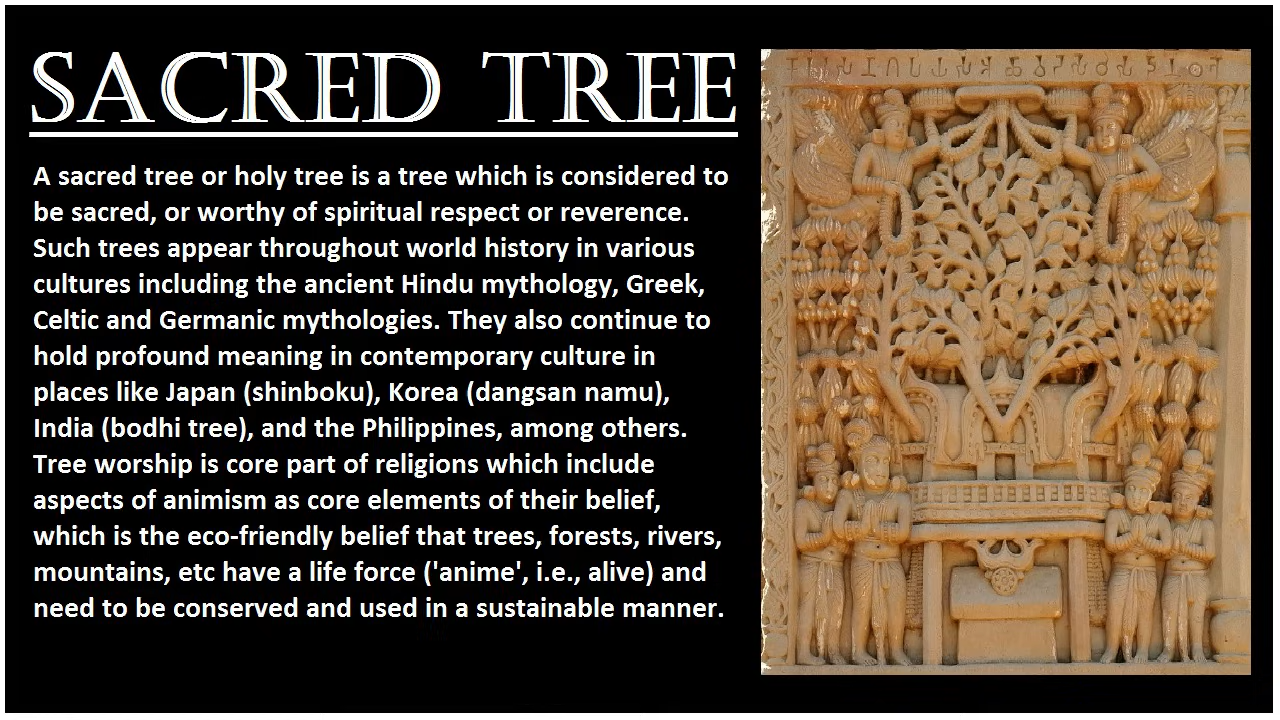 SACRED TREE
A sacred tree or holy tree is a tree which is considered to
be sacred, or worthy of spiritual respect or reverence.
Such trees appear throughout world history in various
cultures including the ancient Hindu mythology, Greek,
Celtic and Germanic mythologies. They also continue to
hold profound meaning in contemporary culture in
places like Japan (shinboku), Korea (dangsan namu),
India (bodhi tree), and the Philippines, among others.
Tree worship is core part of religions which include
aspects of animism as core elements of their belief,
which is the eco-friendly belief that trees, forests, rivers,
mountains, etc have a life force ('anime', i.e., alive) and
need to be conserved and used in a sustainable manner.